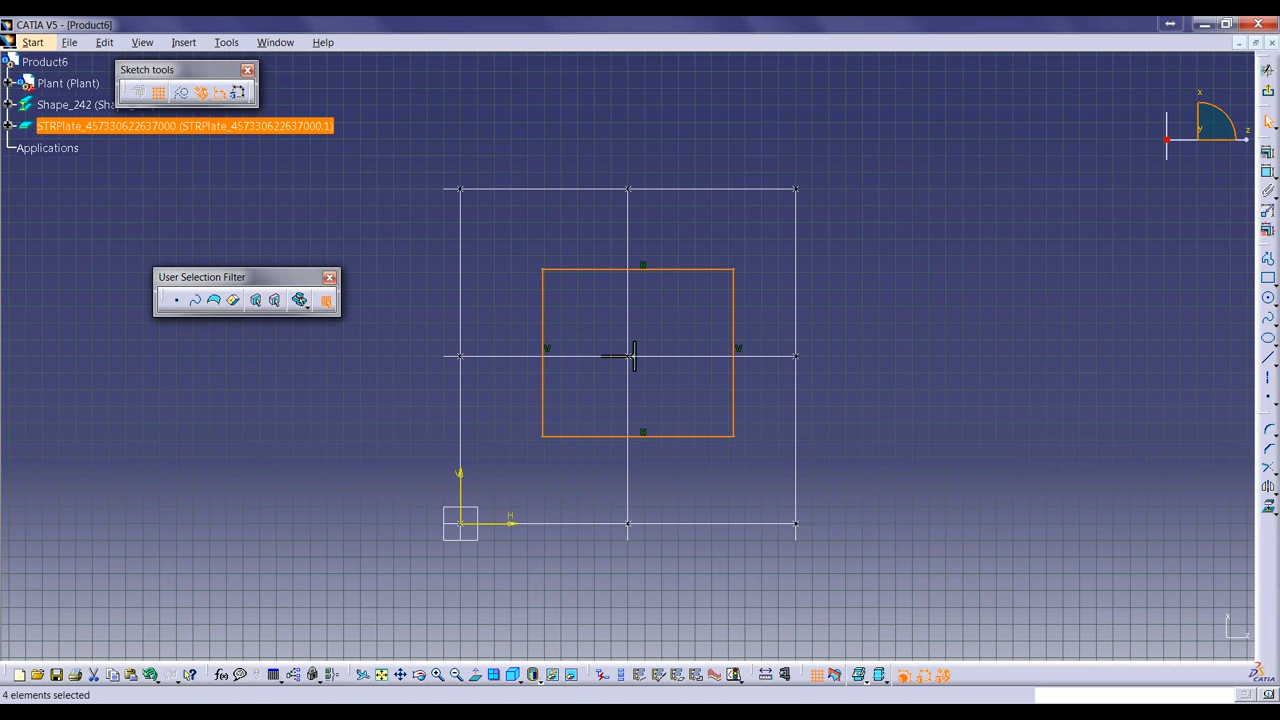 CATIA V5 - [Product6]
Start File Edit View Insert Tools Window Help
Product6
Sketch tools
Plant (Plant)
Shape_242 (Sha
STRPlate_457330622637000 (STRPlate_457330622637000.1)
Applications
x
y
z
User Selection Filter
H
V
V
H
V
H
x
z
f(x)
CATIA
4 elements selected